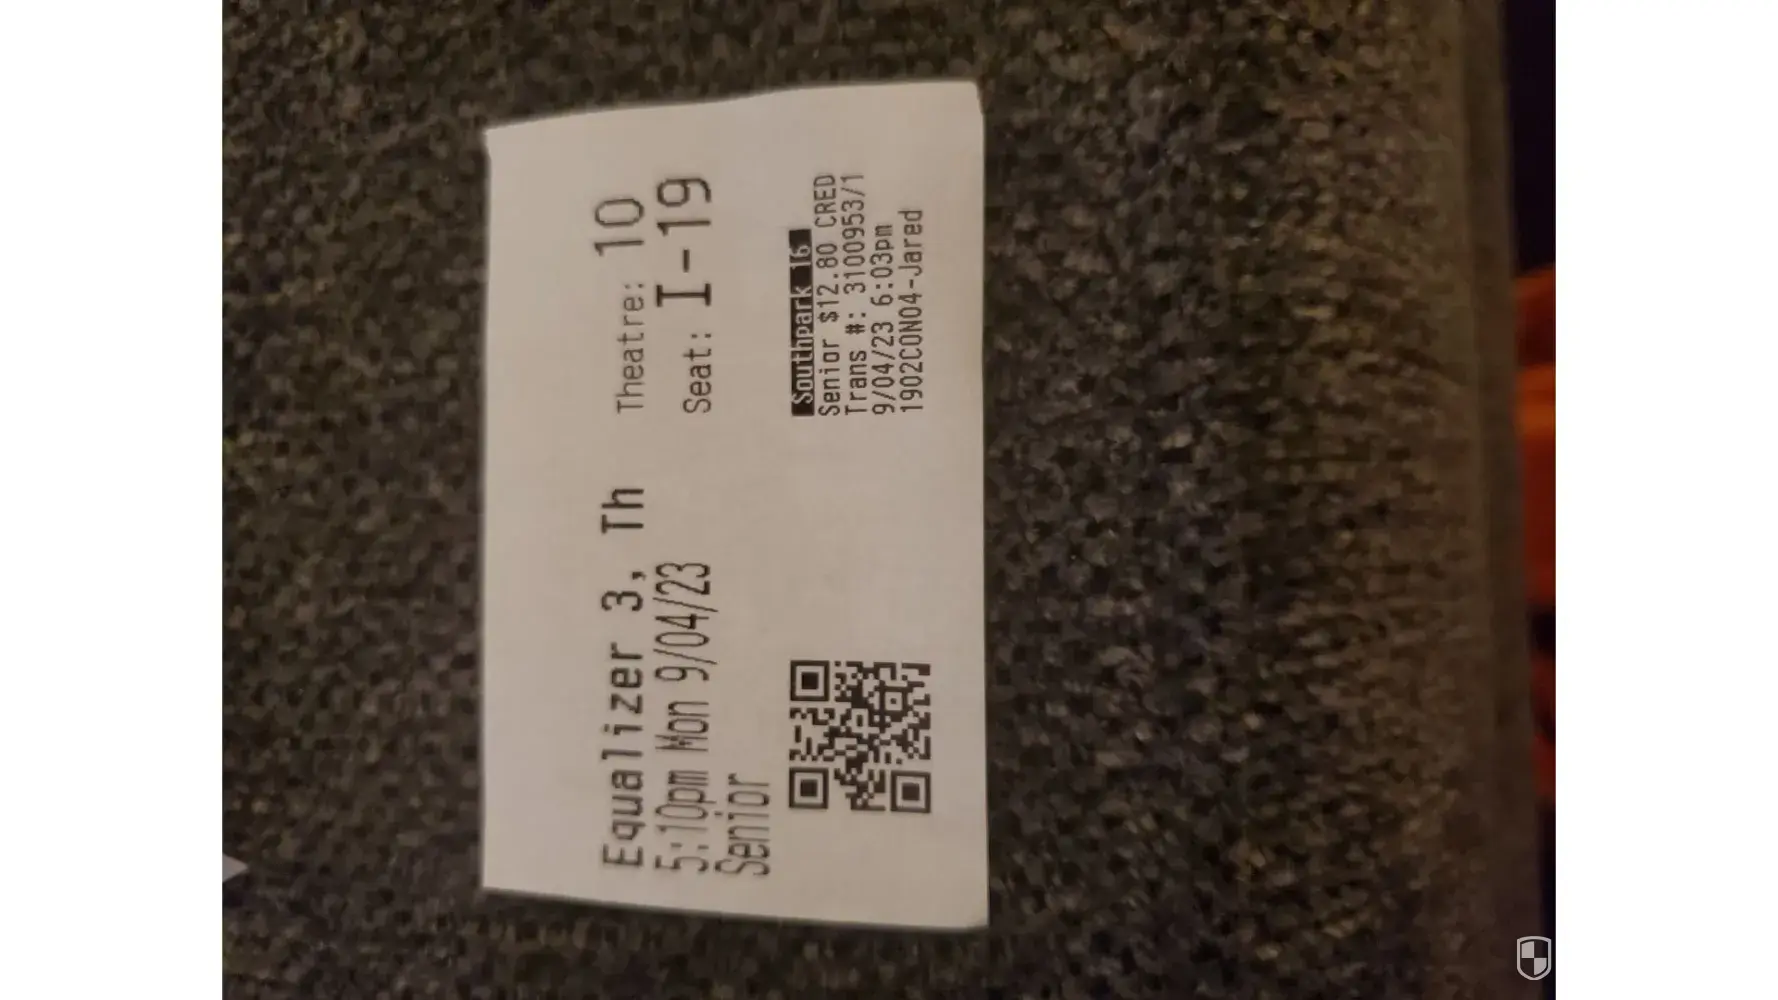 Equalizer 3, Th
5:10pm Mon 9/04/23
Senior
Theatre: 10
Seat: I-19
Southpark 16
Senior $12.80 CRED
Trans #: 3100953/1
9/04/23 6:03pm
1902CON04-Jared